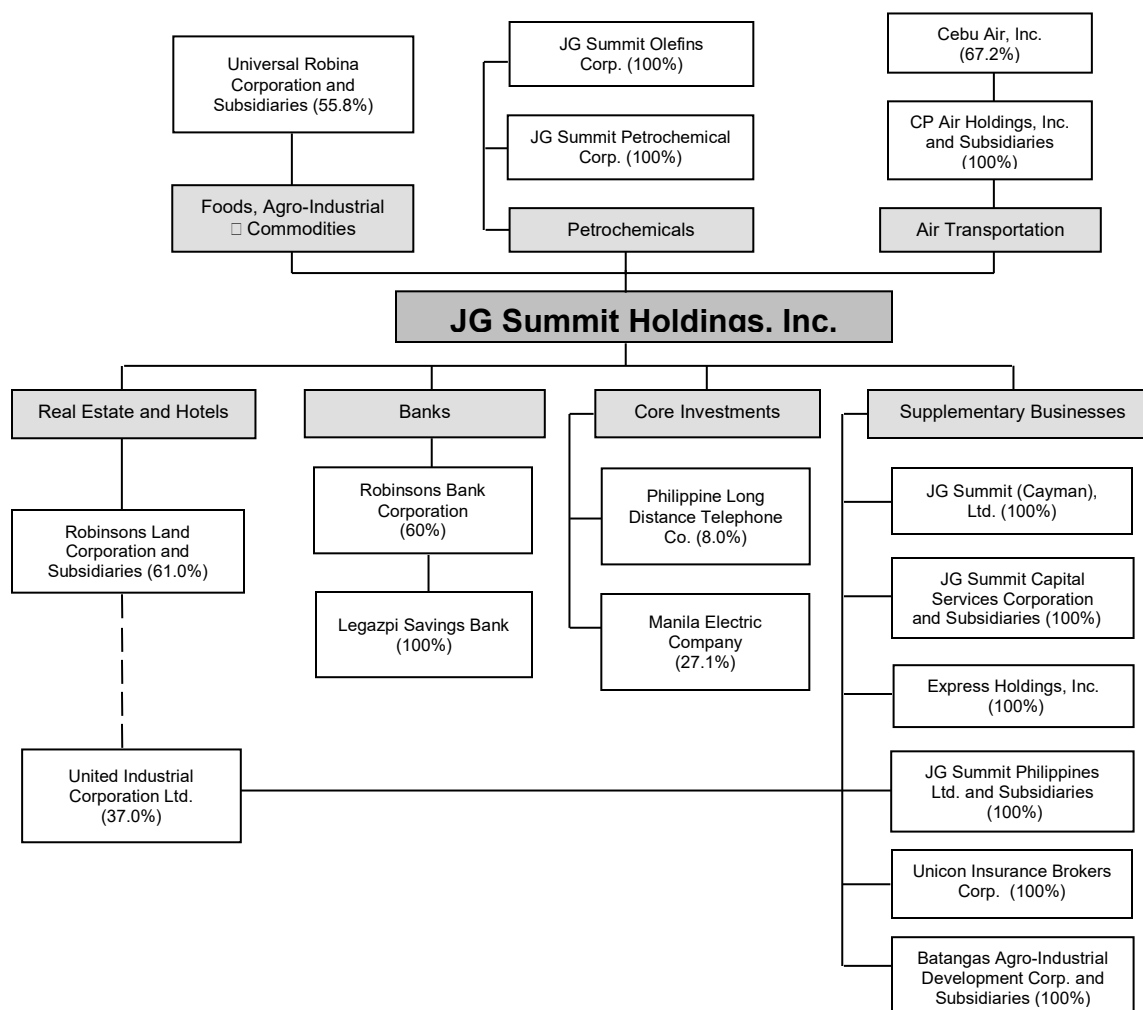 Universal Robina
Corporation and
Subsidiaries (55.8%)
JG Summit Olefins
Corp. (100%)
Cebu Air, Inc.
(67.2%)
JG Summit Petrochemical
Corp. (100%)
CP Air Holdings, Inc.
and Subsidiaries
(100%)
Foods, Agro-Industrial
□ Commodities
Petrochemicals
Air Transportation
JG Summit Holdings, Inc.
Real Estate and Hotels
Banks
Core Investments
Supplementary Businesses
Robinsons Land
Corporation and
Subsidiaries (61.0%)
United Industrial
Corporation Ltd.
(37.0%)
Robinsons Bank
Corporation
(60%)
Legazpi Savings Bank
(100%)
Philippine Long
Distance Telephone
Co. (8.0%)
Manila Electric
Company
(27.1%)
JG Summit (Cayman),
Ltd. (100%)
JG Summit Capital
Services Corporation
and Subsidiaries (100%)
Express Holdings, Inc.
(100%)
JG Summit Philippines
Ltd. and Subsidiaries
(100%)
Unicon Insurance Brokers
Corp. (100%)
Batangas Agro-Industrial
Development Corp. and
Subsidiaries (100%)